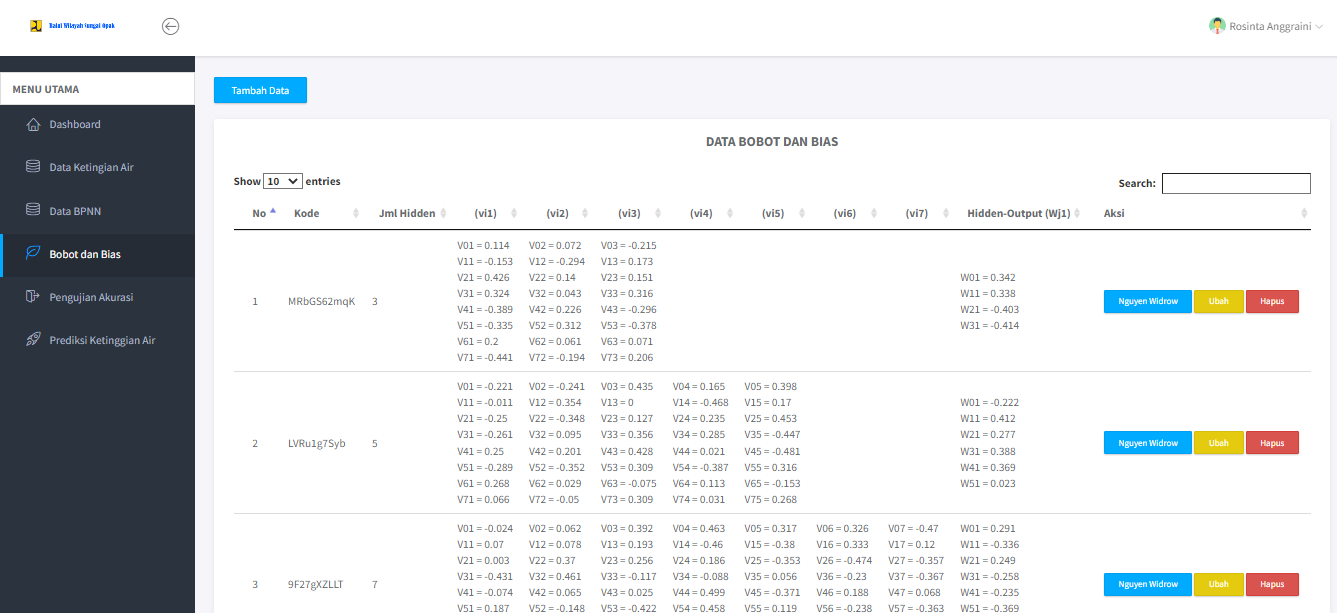 Balai Wilayah Sungai Opak
Rosinta Anggraini
MENU UTAMA
Dashboard
Data Ketingian Air
Data BPNN
Bobot dan Bias
Pengujian Akurasi
Prediksi Ketinggian Air
Tambah Data
DATA BOBOT DAN BIAS
Show 10 entries
Search:
No Kode Jml Hidden (vi1) (vi2) (vi3) (vi4) (vi5) (vi6) (vi7) Hidden-Output (Wj1) Aksi
V01 = 0.114 V02 = 0.072 V03 = -0.215
V11 = -0.153 V12 = -0.294 V13 = 0.173
V21 = 0.426 V22 = 0.14 V23 = 0.151 W01 = 0.342
V31 = 0.324 V32 = 0.043 V33 = 0.316 W11 = 0.338
1 MRbGS62mqK 3 Nguyen Widrow Ubah Hapus
V41 = -0.389 V42 = 0.226 V43 = -0.296 W21 = -0.403
V51 = -0.335 V52 = 0.312 V53 = -0.378 W31 = -0.414
V61 = 0.2 V62 = 0.061 V63 = 0.071
V71 = -0.441 V72 = -0.194 V73 = 0.206
V01 = -0.221 V02 = -0.241 V03 = 0.435 V04 = 0.165 V05 = 0.398
V11 = -0.011 V12 = 0.354 V13 = 0 V14 = -0.468 V15 = 0.17 W01 = -0.222
V21 = -0.25 V22 = -0.348 V23 = 0.127 V24 = 0.235 V25 = 0.453 W11 = 0.412
V31 = -0.261 V32 = 0.095 V33 = 0.356 V34 = 0.285 V35 = -0.447 W21 = 0.277
2 LVRu1g7Syb 5 Nguyen Widrow Ubah Hapus
V41 = 0.25 V42 = 0.201 V43 = 0.428 V44 = 0.021 V45 = -0.481 W31 = 0.388
V51 = -0.289 V52 = -0.352 V53 = 0.309 V54 = -0.387 V55 = 0.316 W41 = 0.369
V61 = 0.268 V62 = 0.029 V63 = -0.075 V64 = 0.113 V65 = -0.153 W51 = 0.023
V71 = 0.066 V72 = -0.05 V73 = 0.309 V74 = 0.031 V75 = 0.268
V01 = -0.024 V02 = 0.062 V03 = 0.392 V04 = 0.463 V05 = 0.317 V06 = 0.326 V07 = -0.47 W01 = 0.291
V11 = 0.07 V12 = 0.078 V13 = 0.193 V14 = -0.46 V15 = -0.38 V16 = 0.333 V17 = 0.12 W11 = -0.336
V21 = 0.003 V22 = 0.37 V23 = 0.256 V24 = 0.186 V25 = -0.353 V26 = -0.474 V27 = -0.357 W21 = 0.249
V31 = -0.431 V32 = 0.461 V33 = -0.117 V34 = -0.088 V35 = 0.056 V36 = -0.23 V37 = -0.367 W31 = -0.258
3 9F27gXZLLT 7 Nguyen Widrow Ubah Hapus
V41 = -0.074 V42 = 0.065 V43 = 0.025 V44 = 0.499 V45 = -0.371 V46 = 0.188 V47 = 0.068 W41 = -0.235
V51 = 0.187 V52 = -0.148 V53 = -0.422 V54 = 0.458 V55 = 0.119 V56 = -0.238 V57 = -0.363 W51 = -0.369